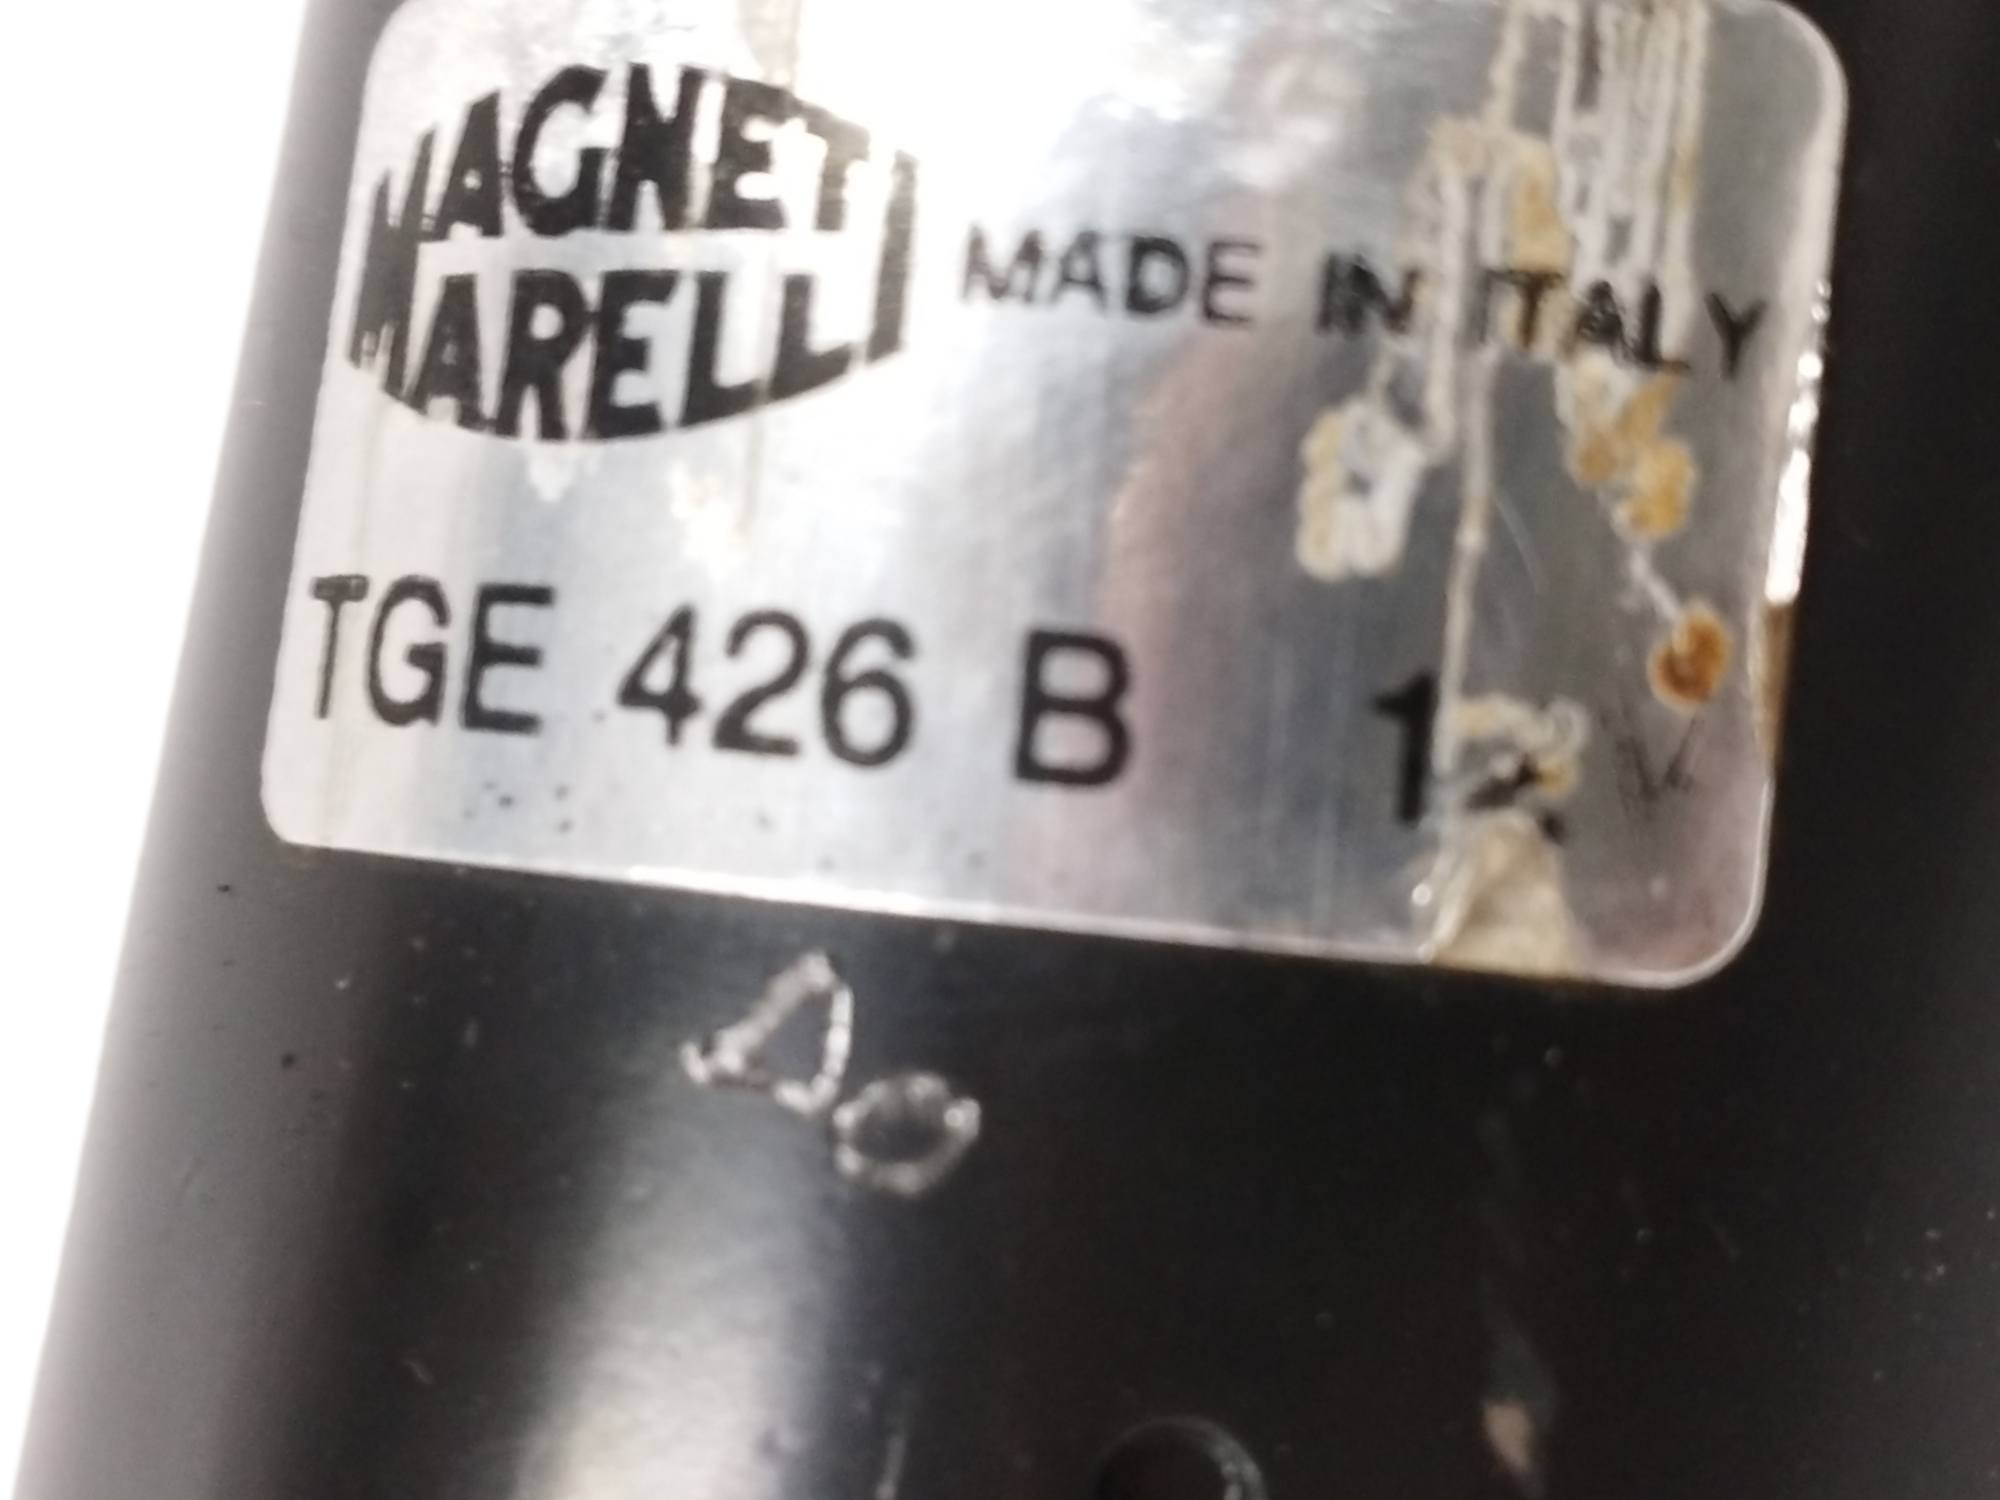 MAGNETI
MARELLI
MADE IN ITALY
TGE 426 B